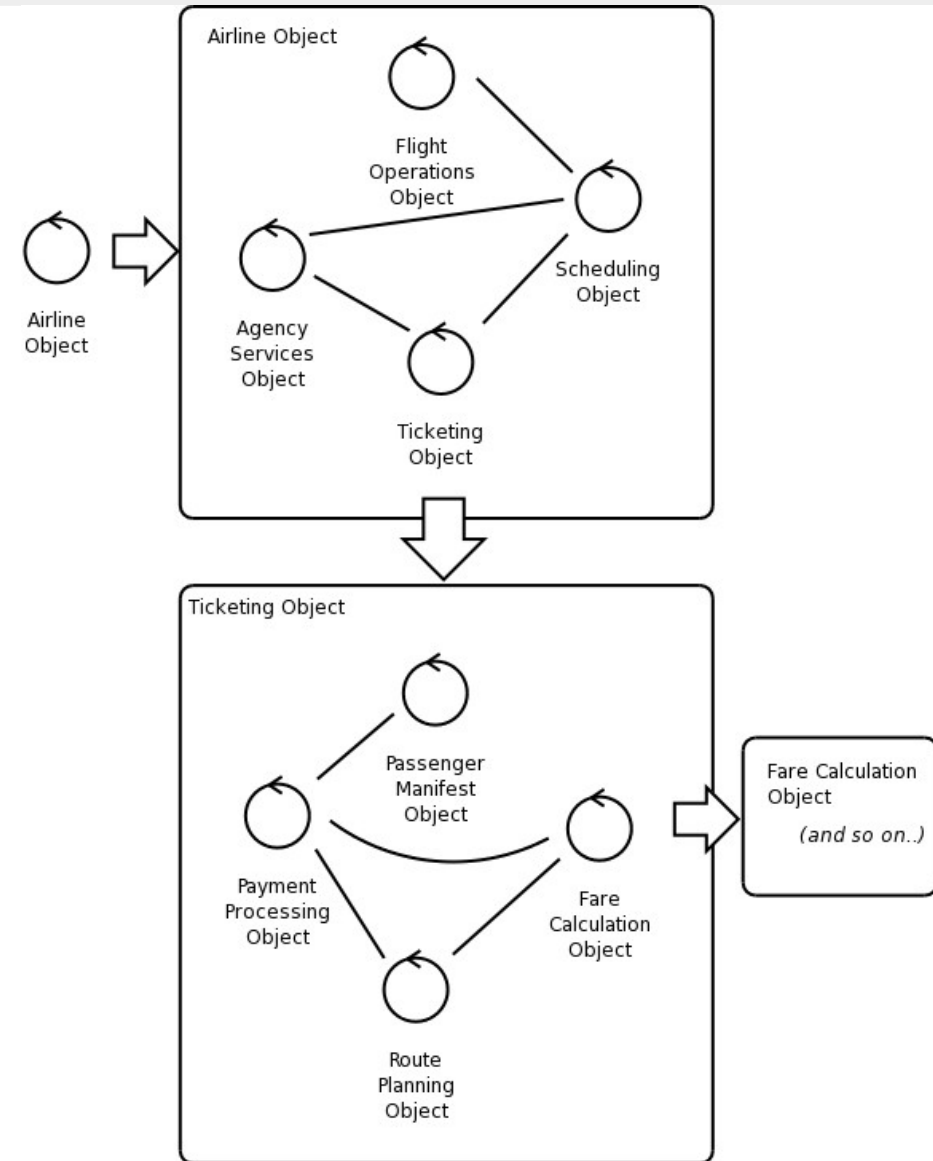 Airline Object
Flight
Operations
Object
Scheduling
Object
Airline
Object
Agency
Services
Object
Ticketing
Object
Ticketing Object
Passenger
Manifest
Object
Fare Calculation
Object
(and so on..)
Payment
Processing
Object
Fare
Calculation
Object
Route
Planning
Object